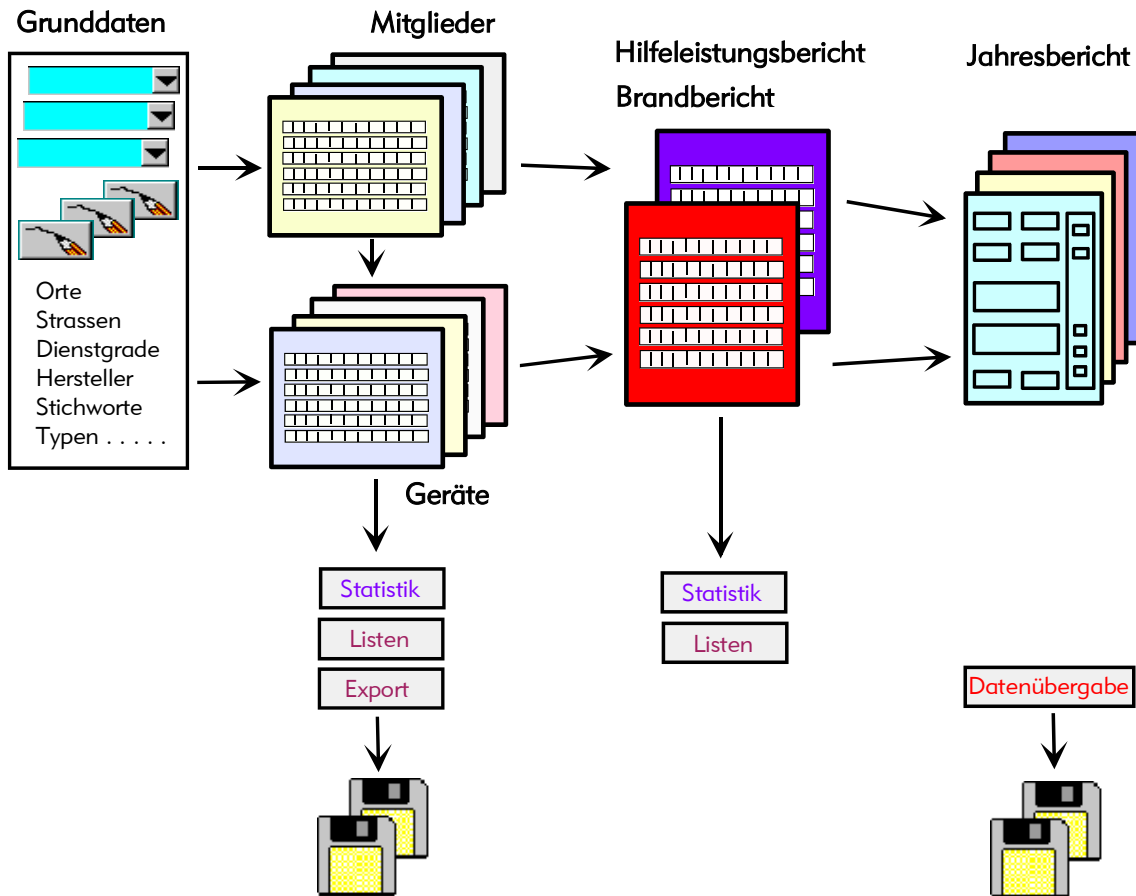 Grunddaten
Mitglieder
Hilfeleistungsbericht
Brandbericht
Jahresbericht
Orte
Strassen
Dienstgrade
Hersteller
Stichworte
Typen . . . . .
Geräte
Statistik
Listen
Export
Statistik
Listen
Datenübergabe